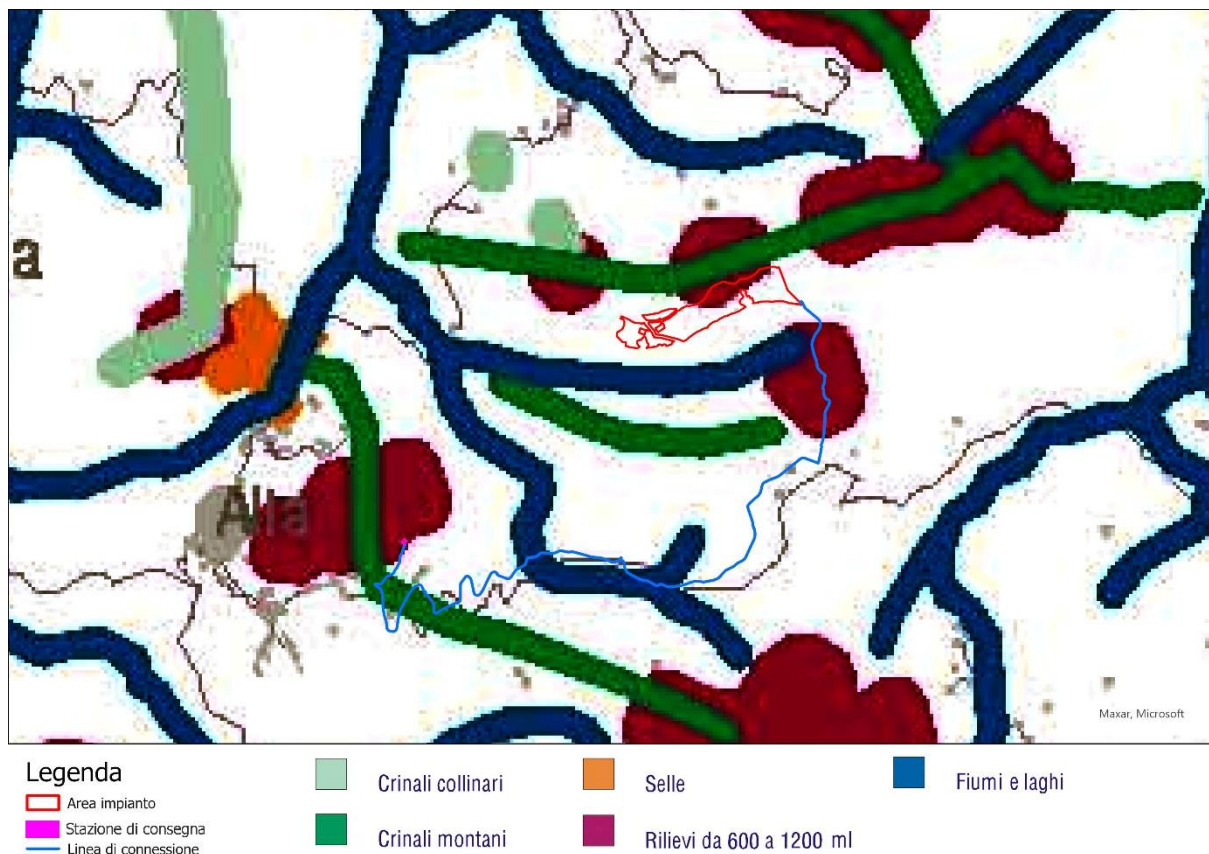 a
Alia
Maxar, Microsoft
Legenda
Area impianto
Stazione di consegna
Linea di connessione
Crinali collinari
Crinali montani
Selle
Rilievi da 600 a 1200 ml
Fiumi e laghi